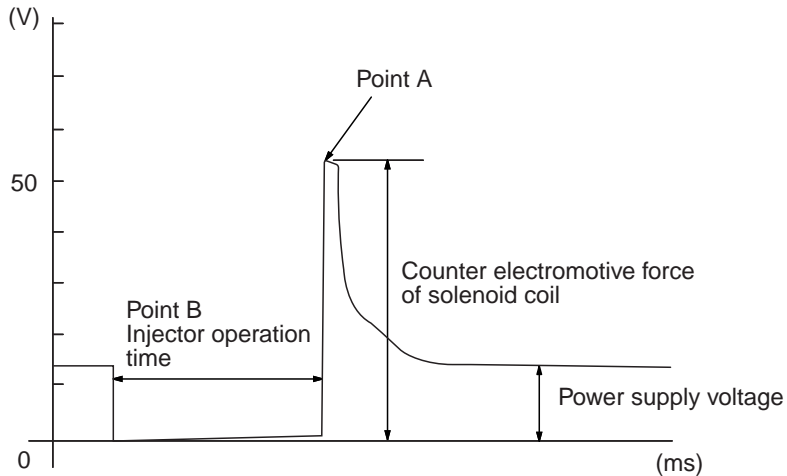 (V)
Point A
50
Counter electromotive force
of solenoid coil
Point B
Injector operation
time
Power supply voltage
0
(ms)